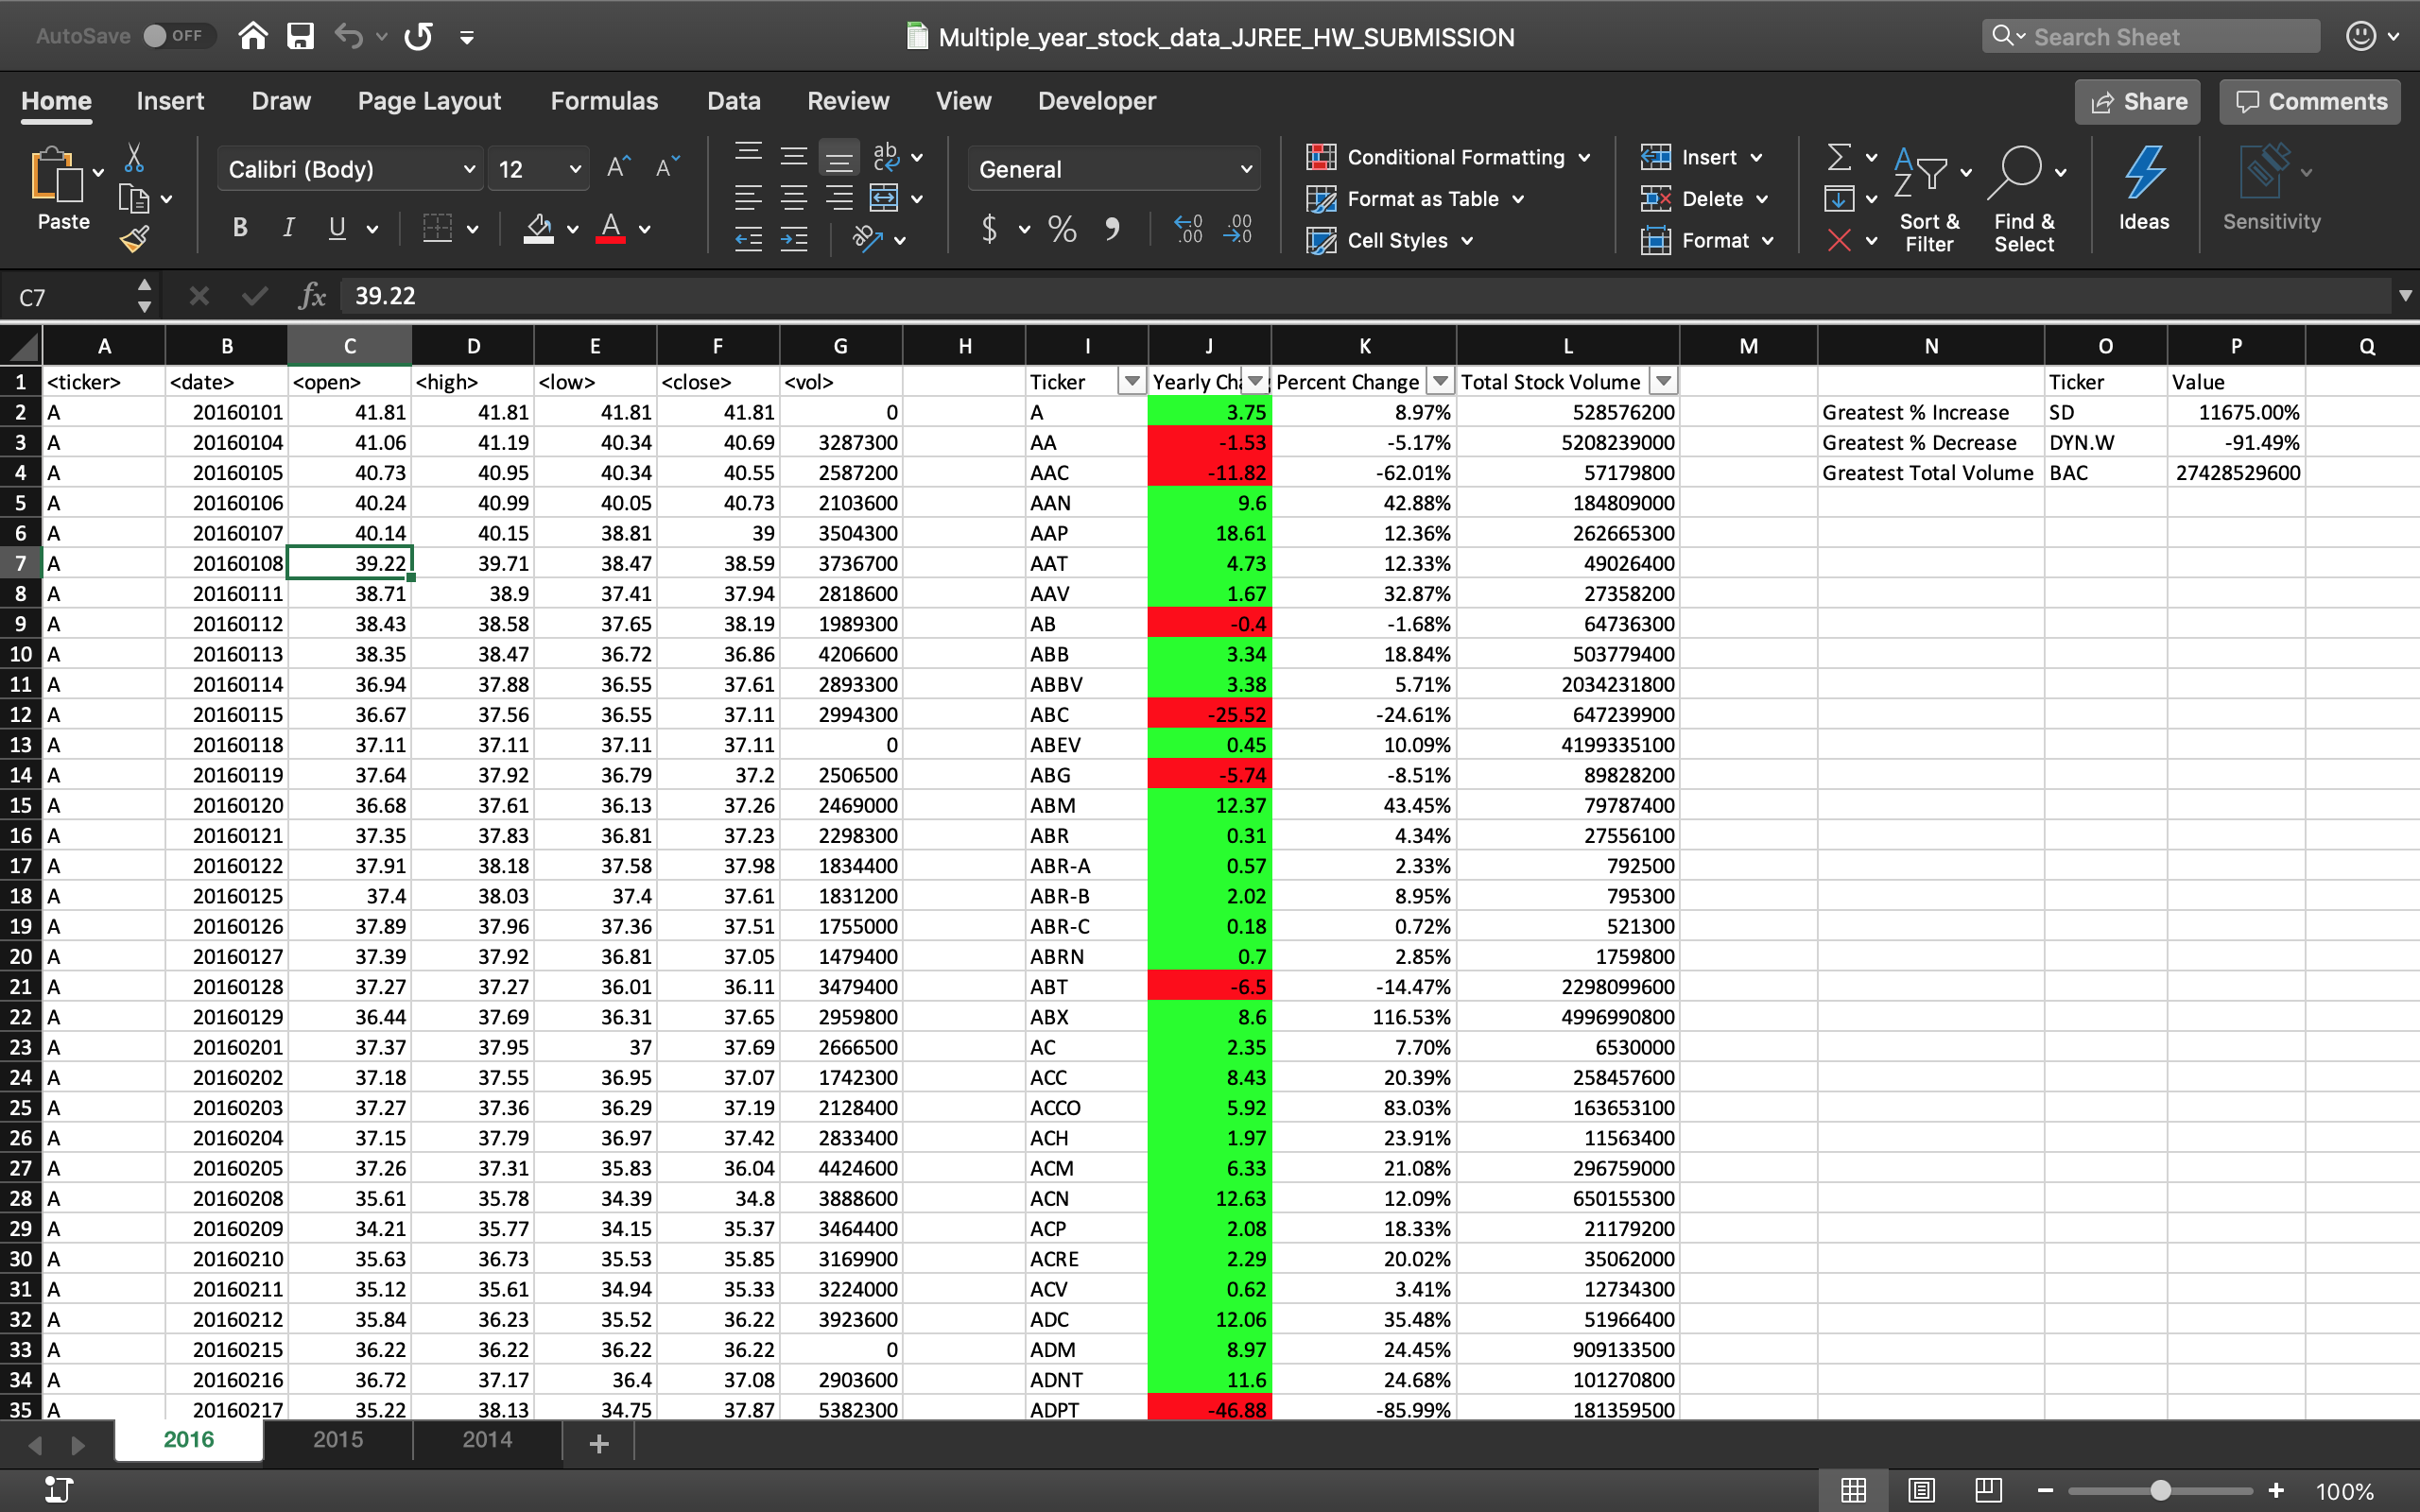 AutoSave OFF Multiple_year_stock_data_JJREE_HW_SUBMISSION Search Sheet
Home Insert Draw Page Layout Formulas Data Review View Developer Share Comments
Paste Calibri (Body) 12 General Conditional Formatting Format as Table Cell Styles Insert Delete Format Sort & Filter Find & Select Ideas Sensitivity
C7 fx 39.22
A B C D E F G H I J K L M N O P Q
1 <ticker> <date> <open> <high> <low> <close> <vol> Ticker Yearly Percent Change Total Stock Volume Ticker Value
2 A 20160101 41.81 41.81 41.81 41.81 0 A 3.75 8.97% 528576200 Greatest % Increase SD 11675.00%
3 A 20160104 41.06 41.19 40.34 40.69 3287300 AA -1.53 -5.17% 5208239000 Greatest % Decrease DYN.W -91.49%
4 A 20160105 40.73 40.95 40.34 40.55 2587200 AAC -11.82 -62.01% 57179800 Greatest Total Volume BAC 27428529600
5 A 20160106 40.24 40.99 40.05 40.73 2103600 AAN 9.6 42.88% 184809000
6 A 20160107 40.14 40.15 38.81 39 3504300 AAP 18.61 12.36% 262665300
7 A 20160108 39.22 39.71 38.47 38.59 3736700 AAT 4.73 12.33% 49026400
8 A 20160111 38.71 38.9 37.41 37.94 2818600 AAV 1.67 32.87% 27358200
9 A 20160112 38.43 38.58 37.65 38.19 1989300 AB -0.4 -1.68% 64736300
10 A 20160113 38.35 38.47 36.72 36.86 4206600 ABB 3.34 18.84% 503779400
11 A 20160114 36.94 37.88 36.55 37.61 2893300 ABBV 3.38 5.71% 2034231800
12 A 20160115 36.67 37.56 36.55 37.11 2994300 ABC -25.52 -24.61% 647239900
13 A 20160118 37.11 37.11 37.11 37.11 0 ABEV 0.45 10.09% 4199335100
14 A 20160119 37.64 37.92 36.79 37.2 2506500 ABG -5.74 -8.51% 89828200
15 A 20160120 36.68 37.61 36.13 37.26 2469000 ABM 12.37 43.45% 79787400
16 A 20160121 37.35 37.83 36.81 37.23 2298300 ABR 0.31 4.34% 27556100
17 A 20160122 37.91 38.18 37.58 37.98 1834400 ABR-A 0.57 2.33% 792500
18 A 20160125 37.4 38.03 37.4 37.61 1831200 ABR-B 2.02 8.95% 795300
19 A 20160126 37.89 37.96 37.36 37.51 1755000 ABR-C 0.18 0.72% 521300
20 A 20160127 37.39 37.92 36.81 37.05 1479400 ABRN 0.7 2.85% 1759800
21 A 20160128 37.27 37.27 36.01 36.11 3479400 ABT -6.5 -14.47% 2298099600
22 A 20160129 36.44 37.69 36.31 37.65 2959800 ABX 8.6 116.53% 4996990800
23 A 20160201 37.37 37.95 37 37.69 2666500 AC 2.35 7.70% 6530000
24 A 20160202 37.18 37.55 36.95 37.07 1742300 ACC 8.43 20.39% 258457600
25 A 20160203 37.27 37.36 36.29 37.19 2128400 ACCO 5.92 83.03% 163653100
26 A 20160204 37.15 37.79 36.97 37.42 2833400 ACH 1.97 23.91% 11563400
27 A 20160205 37.26 37.31 35.83 36.04 4424600 ACM 6.33 21.08% 296759000
28 A 20160208 35.61 35.78 34.39 34.8 3888600 ACN 12.63 12.09% 650155300
29 A 20160209 34.21 35.77 34.15 35.37 3464400 ACP 2.08 18.33% 21179200
30 A 20160210 35.63 36.73 35.53 35.85 3169900 ACRE 2.29 20.02% 35062000
31 A 20160211 35.12 35.61 34.94 35.33 3224000 ACV 0.62 3.41% 12734300
32 A 20160212 35.84 36.23 35.52 36.22 3923600 ADC 12.06 35.48% 51966400
33 A 20160215 36.22 36.22 36.22 36.22 0 ADM 8.97 24.45% 909133500
34 A 20160216 36.72 37.17 36.4 37.08 2903600 ADNT 11.6 24.68% 101270800
35 A 20160217 35.22 38.13 34.75 37.87 5382300 ADPT -46.88 -85.99% 181359500
2016 2015 2014
100%